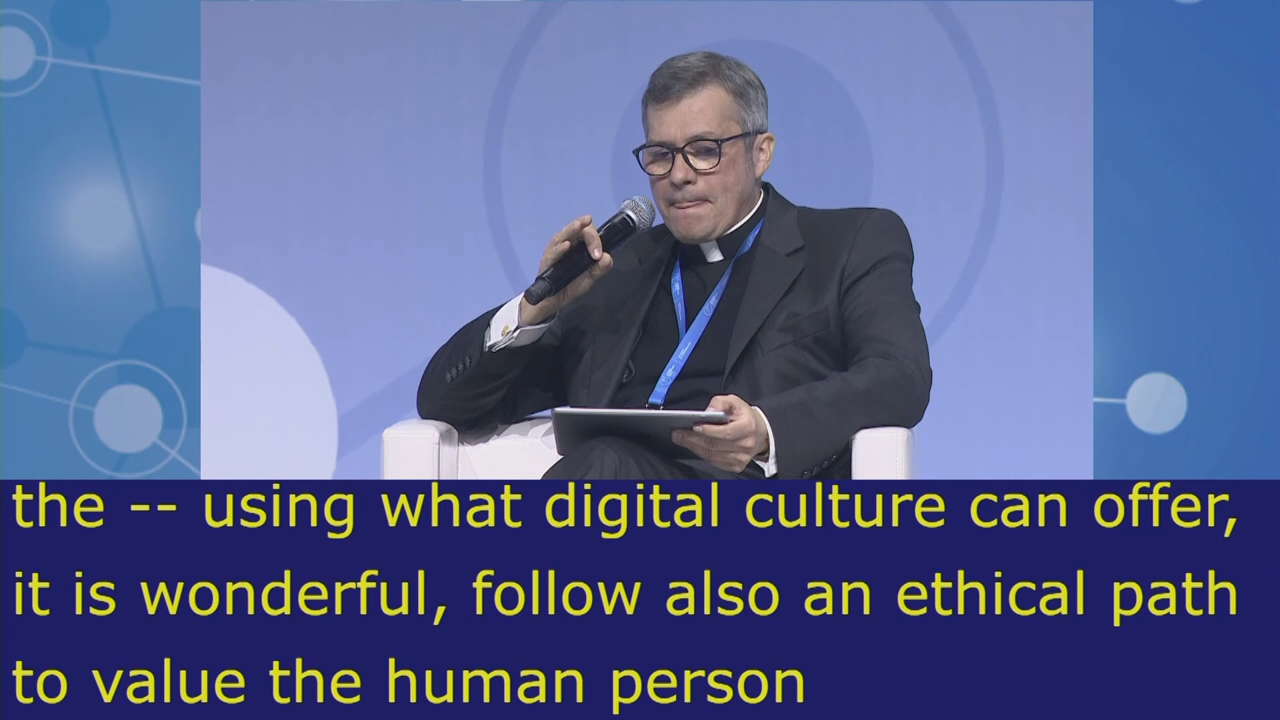 the -- using what digital culture can offer,
it is wonderful, follow also an ethical path
to value the human person